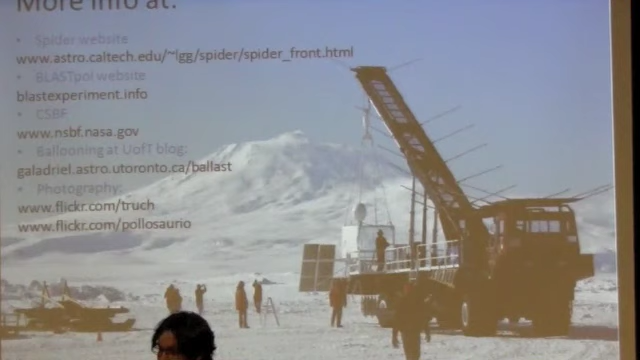 More info at:
• Spider website
www.astro.caltech.edu/~lgg/spider/spider_front.html
• BLASTpol website
blastexperiment.info
• CSBF
www.nsbf.nasa.gov
• Ballooning at UofT blog:
galadriel.astro.utoronto.ca/ballast
• Photography:
www.flickr.com/truch
www.flickr.com/pollosaurio